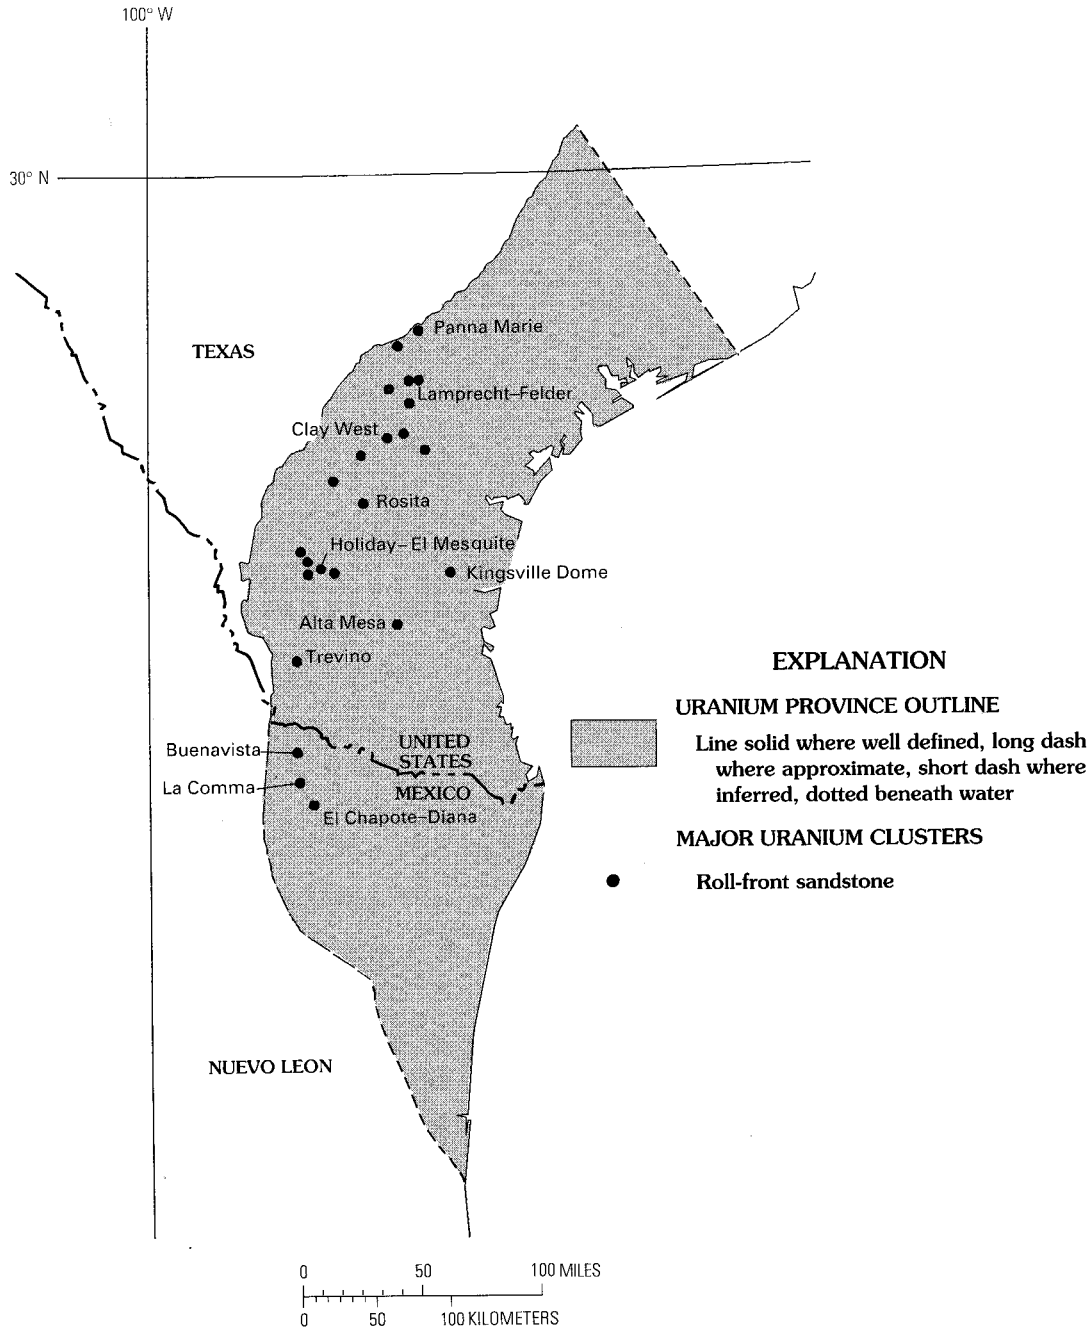 100° W
30° N
Panna Marie
TEXAS
Lamprecht–Felder
Clay West
Rosita
Holiday–El Mesquite
Kingsville Dome
Alta Mesa
Trevino
EXPLANATION
URANIUM PROVINCE OUTLINE
Line solid where well defined, long dash
where approximate, short dash where
inferred, dotted beneath water
UNITED
STATES
Buenavista
MEXICO
La Comma
El Chapote–Diana
MAJOR URANIUM CLUSTERS
Roll-front sandstone
NUEVO LEON
0 50 100 MILES
0 50 100 KILOMETERS